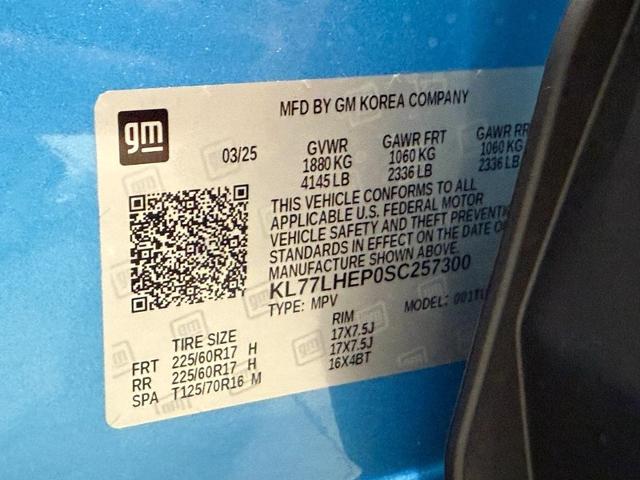 MFD BY GM KOREA COMPANY
gm
03/25
GVWR GAWR FRT GAWR RR
1880 KG 1060 KG 1060 KG
4145 LB 2336 LB 2336 LB
THIS VEHICLE CONFORMS TO ALL
APPLICABLE U.S. FEDERAL MOTOR
VEHICLE SAFETY AND THEFT
STANDARDS IN EFFECT ON THE DATE
MANUFACTURE SHOWN ABOVE.
KL77LHEP0SC257300
TYPE: MPV MODEL:
TIRE SIZE RIM
FRT 225/60R17 H 17X7.5J
RR 225/60R17 H 17X7.5J
SPA T125/70R16 M 16X4BT